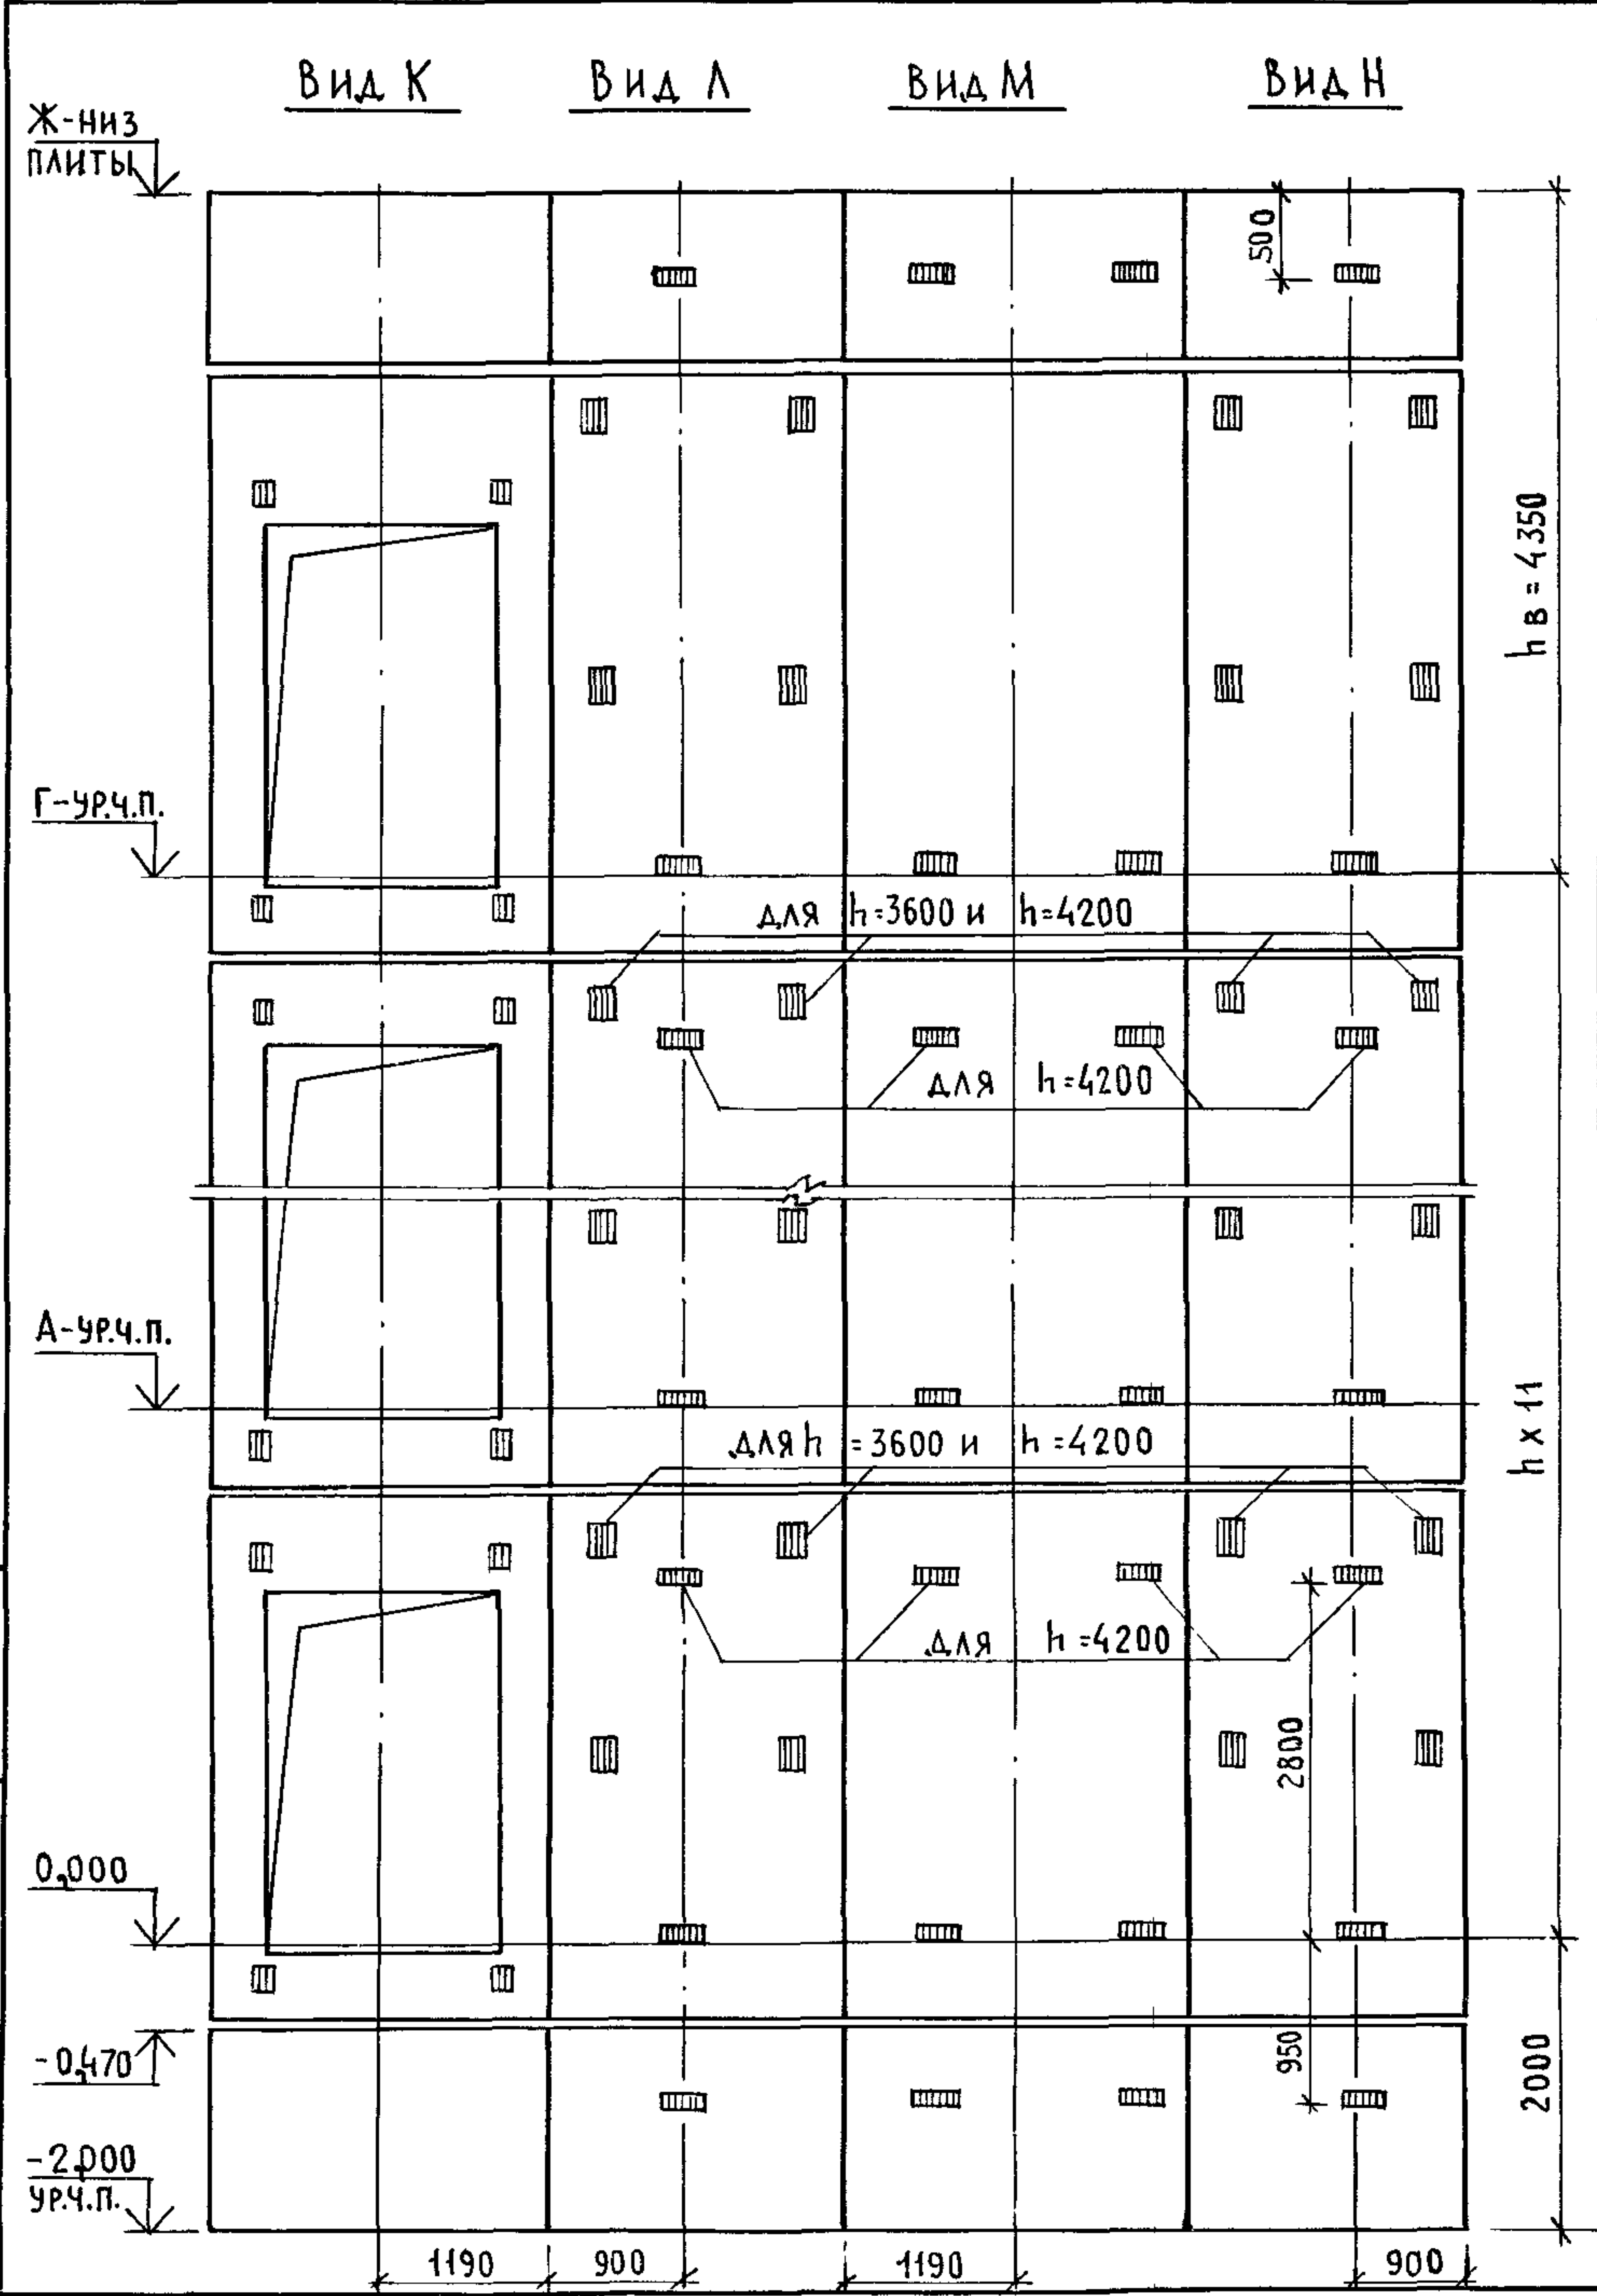 Вид К Вид Л Вид М Вид Н
Ж-низ
плиты
500
hв = 4350
Г-ур.ч.п.
для h=3600 и h=4200
для h=4200
А-ур.ч.п.
для h =3600 и h=4200
h x 11
для h=4200
2800
0,000
-0,470
950
2000
-2,000
ур.ч.п.
1190 900 1190 900